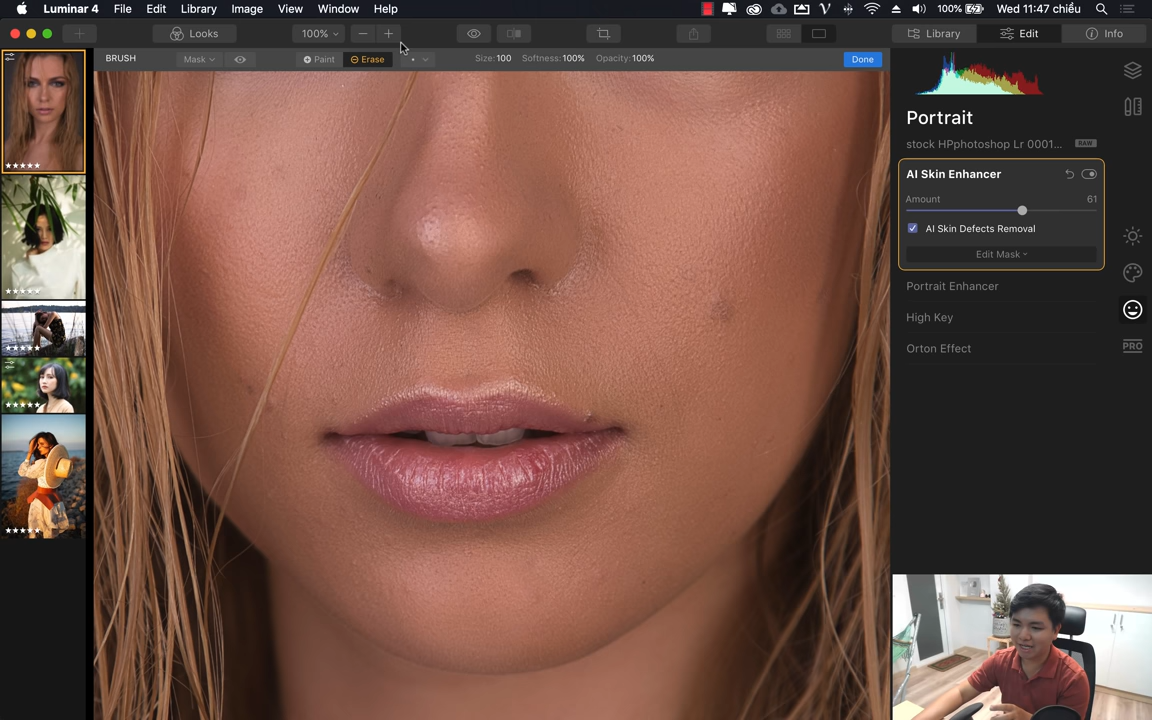 Luminar 4 File Edit Library Image View Window Help 100% Wed 11:47 chiều
Looks 100% Library Edit Info
BRUSH Mask Paint Erase Size:100 Softness:100% Opacity:100% Done
Portrait
stock HPphotoshop Lr 0001... RAW
AI Skin Enhancer
Amount 61
AI Skin Defects Removal
Edit Mask
Portrait Enhancer
High Key
Orton Effect
PRO